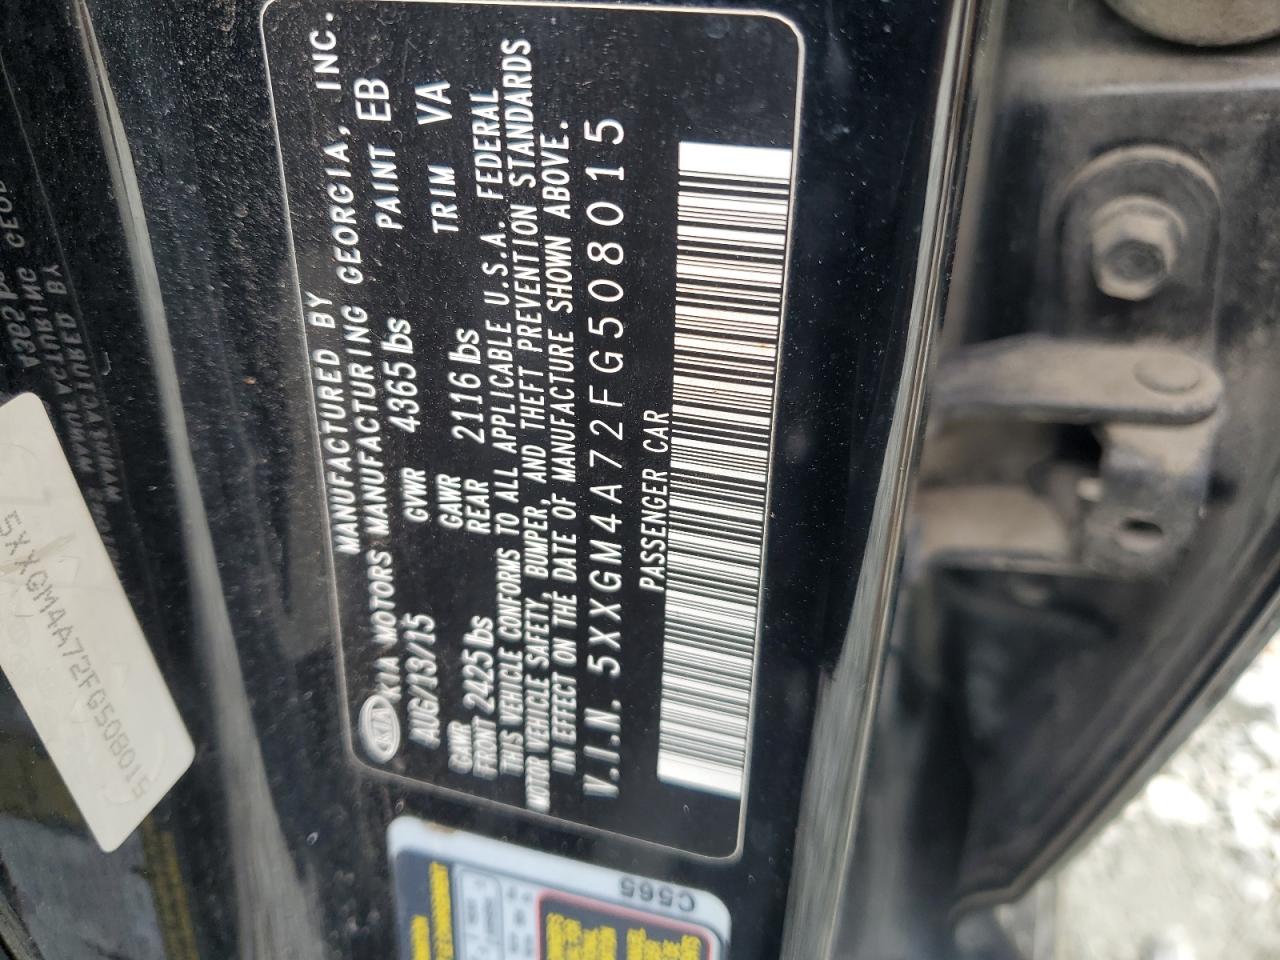 MANUFACTURED BY
KIA KIA MOTORS MANUFACTURING GEORGIA, INC.
AUG/13/15 GVWR 4365 lbs PAINT EB
GAWR FRONT 2425 lbs GAWR REAR 2116 lbs TRIM VA
THIS VEHICLE CONFORMS TO ALL APPLICABLE U.S.A. FEDERAL
MOTOR VEHICLE SAFETY, BUMPER, AND THEFT PREVENTION STANDARDS
IN EFFECT ON THE DATE OF MANUFACTURE SHOWN ABOVE.
V.I.N. 5XXGM4A72FG508015
PASSENGER CAR
5XXGM4A72FG508015
C565